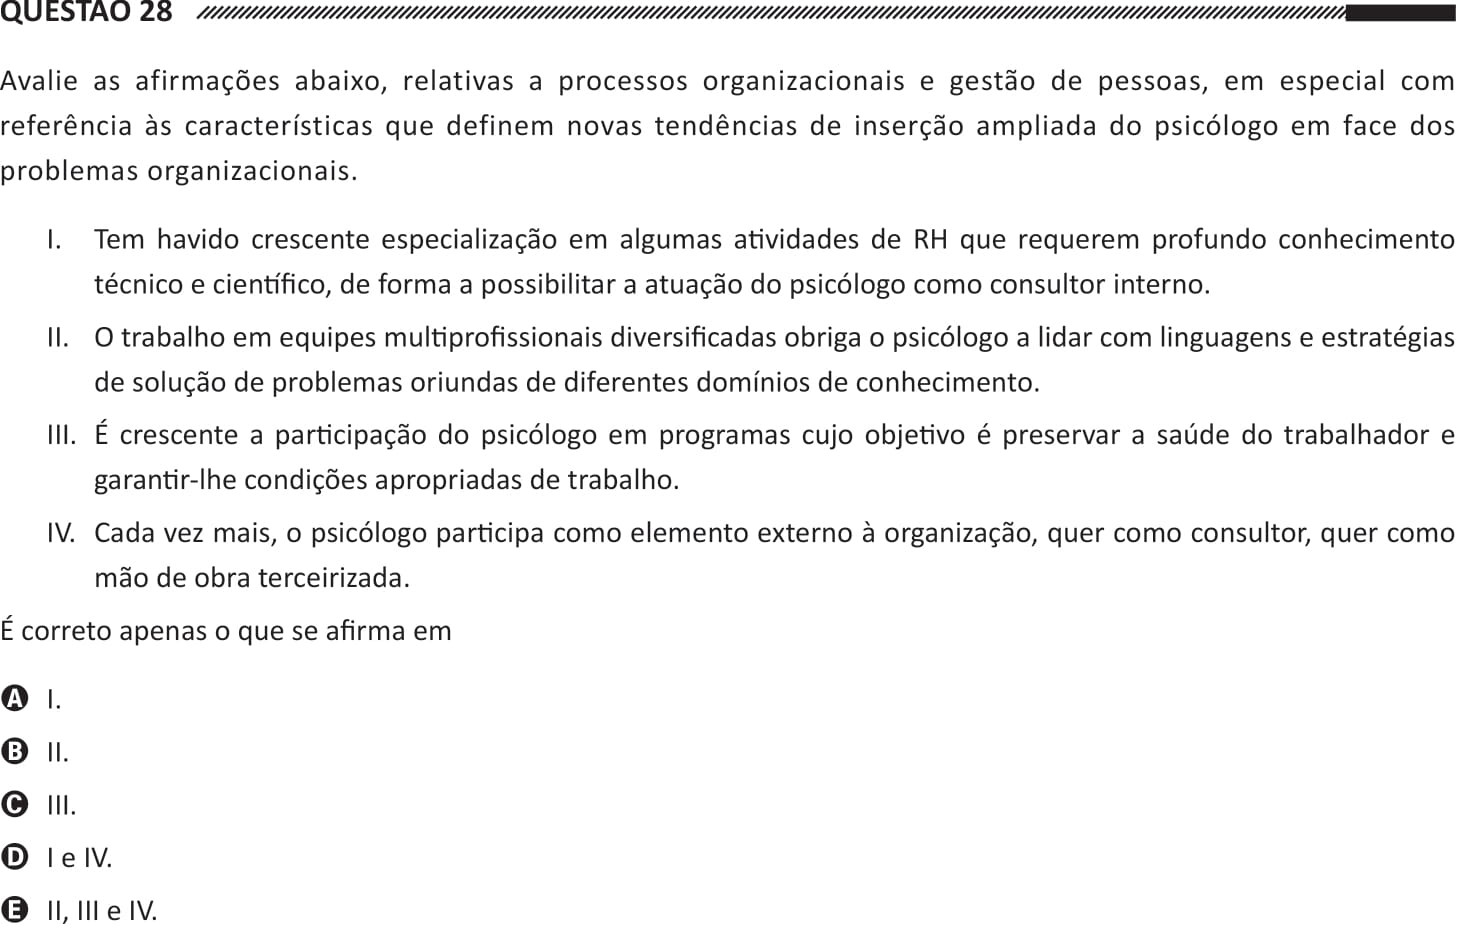 QUESTÃO 28
Avalie as afirmações abaixo, relativas a processos organizacionais e gestão de pessoas, em especial com
referência às características que definem novas tendências de inserção ampliada do psicólogo em face dos
problemas organizacionais.
I. Tem havido crescente especialização em algumas atividades de RH que requerem profundo conhecimento
técnico e científico, de forma a possibilitar a atuação do psicólogo como consultor interno.
II. O trabalho em equipes multiprofissionais diversificadas obriga o psicólogo a lidar com linguagens e estratégias
de solução de problemas oriundas de diferentes domínios de conhecimento.
III. É crescente a participação do psicólogo em programas cujo objetivo é preservar a saúde do trabalhador e
garantir-lhe condições apropriadas de trabalho.
IV. Cada vez mais, o psicólogo participa como elemento externo à organização, quer como consultor, quer como
mão de obra terceirizada.
É correto apenas o que se afirma em
A I.
B II.
C III.
D I e IV.
E II, III e IV.